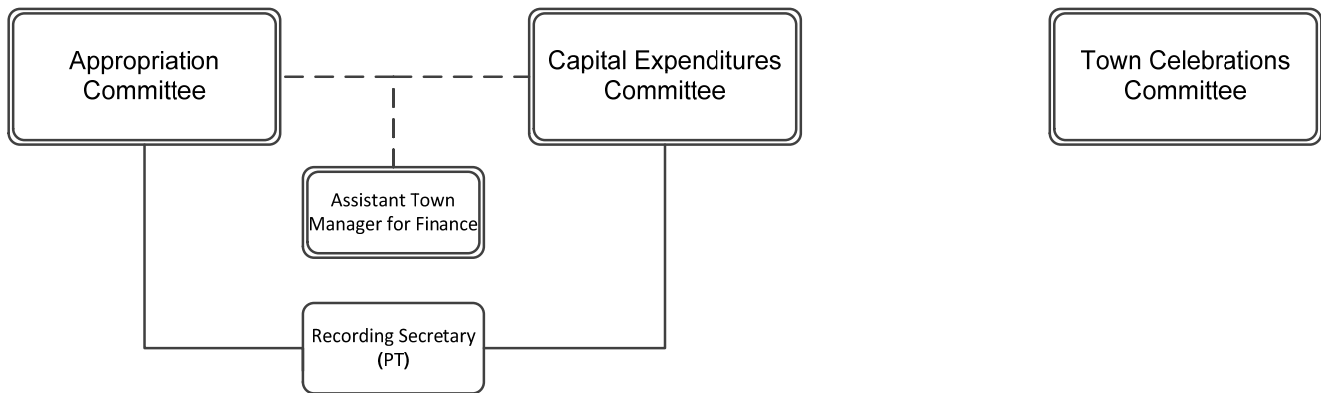 Appropriation
Committee
Capital Expenditures
Committee
Town Celebrations
Committee
Assistant Town
Manager for Finance
Recording Secretary
(PT)